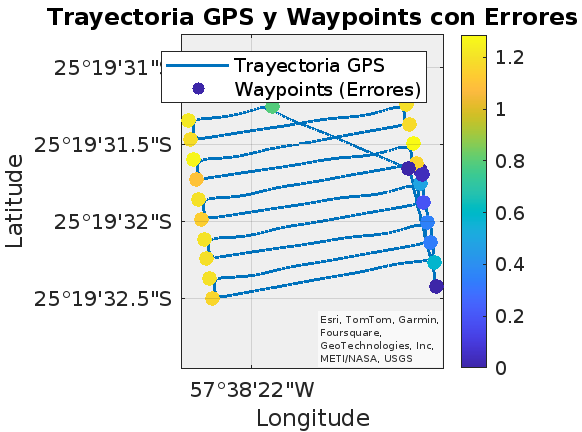 Trayectoria GPS y Waypoints con Errores
Trayectoria GPS
Waypoints (Errores)
25°19'31"S
25°19'31.5"S
25°19'32"S
25°19'32.5"S
Latitude
57°38'22"W
Longitude
Esri, TomTom, Garmin,
Foursquare,
GeoTechnologies, Inc,
METI/NASA, USGS
1.2
1
0.8
0.6
0.4
0.2
0